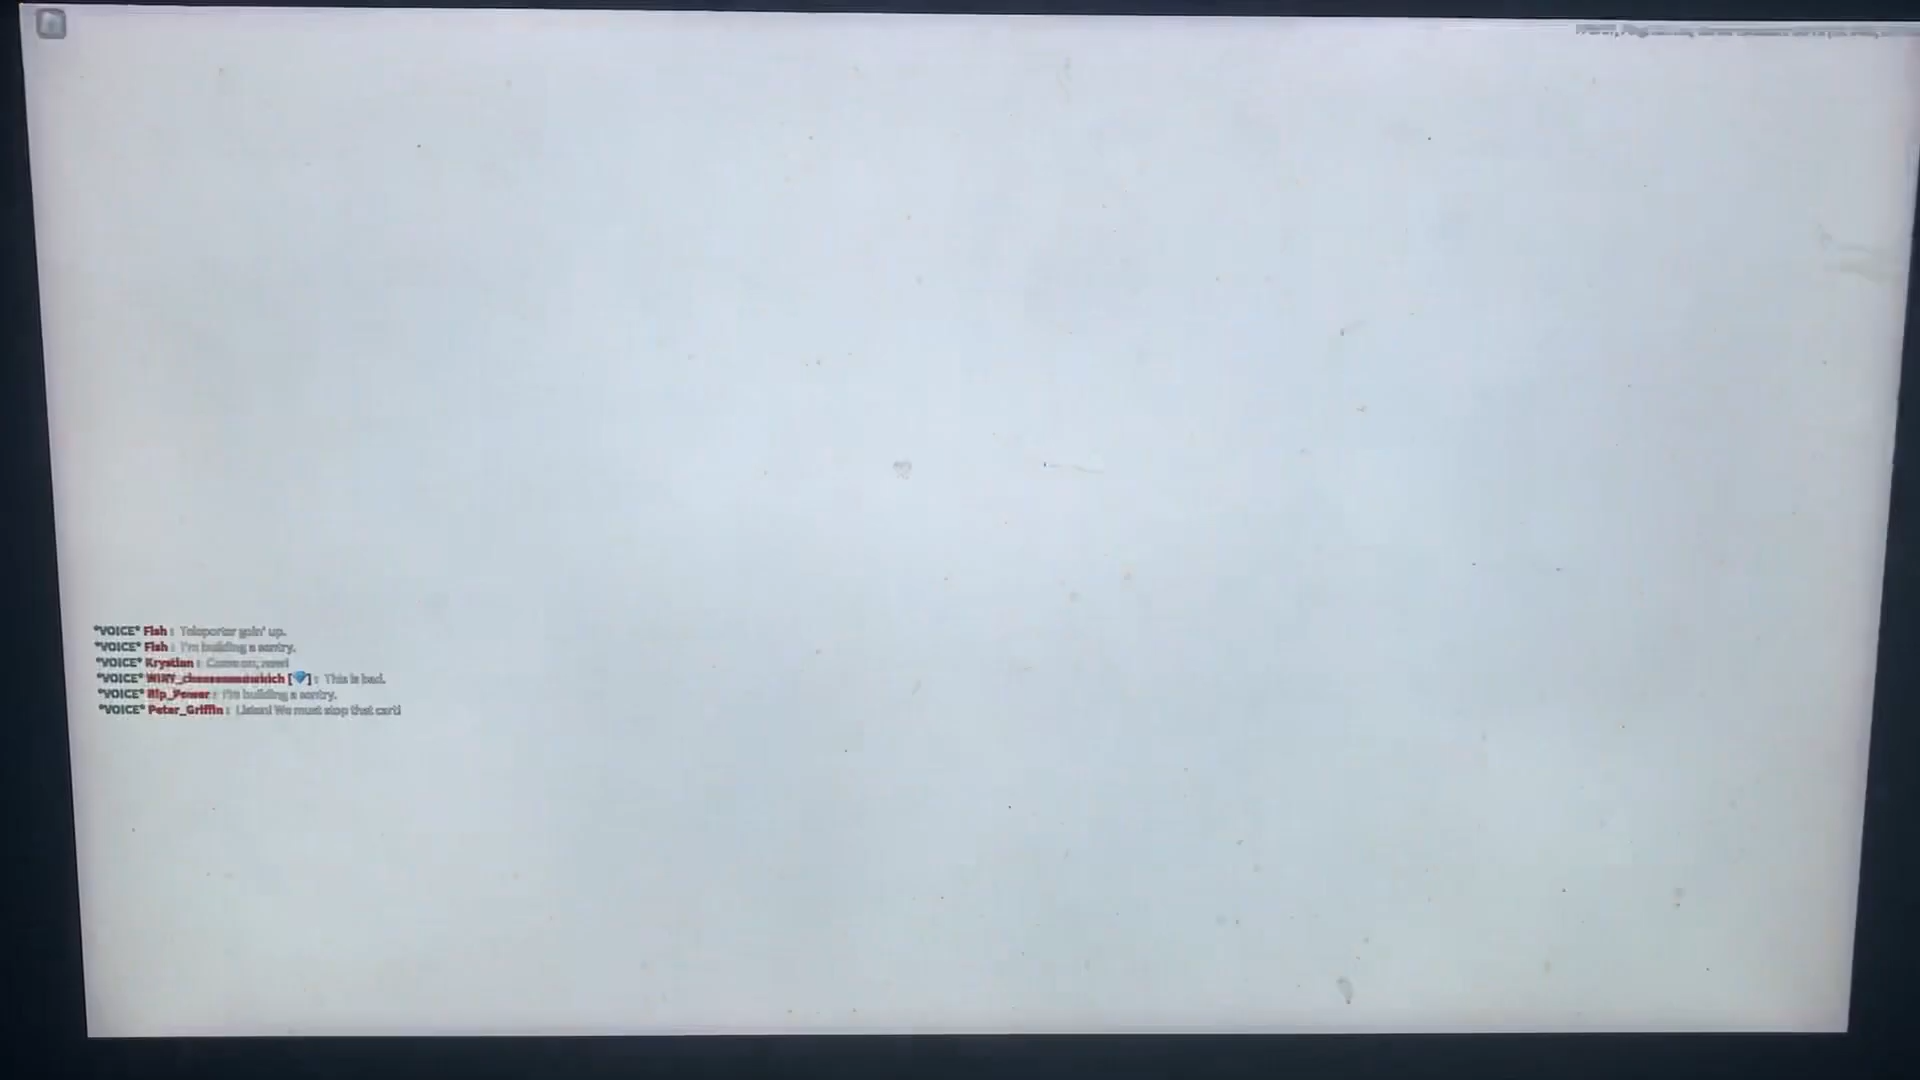 *VOICE* Fish : Teleporter goin' up.
*VOICE* Fish : I'm building a sentry.
*VOICE* Krystian : Come on, now!
*VOICE* [💎] : This is bad.
*VOICE* Rip_Power : I'm building a sentry.
*VOICE* Peter_Griffin : Listen! We must stop that cart!